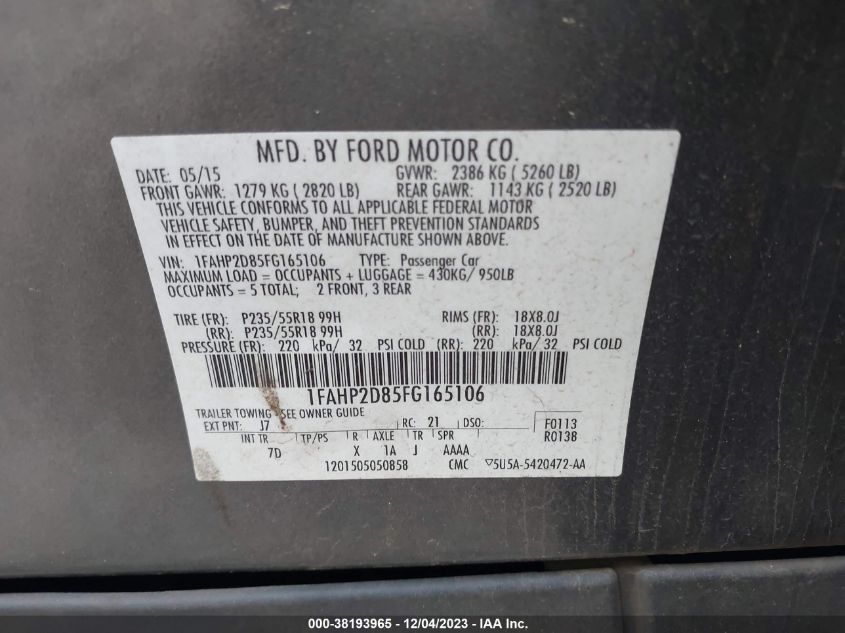 MFD. BY FORD MOTOR CO.
DATE: 05/15 GVWR: 2386 KG ( 5260 LB)
FRONT GAWR: 1279 KG ( 2820 LB) REAR GAWR: 1143 KG ( 2520 LB)
THIS VEHICLE CONFORMS TO ALL APPLICABLE FEDERAL MOTOR
VEHICLE SAFETY, BUMPER, AND THEFT PREVENTION STANDARDS
IN EFFECT ON THE DATE OF MANUFACTURE SHOWN ABOVE.
VIN: 1FAHP2D85FG165106 TYPE: Passenger Car
MAXIMUM LOAD = OCCUPANTS + LUGGAGE = 430KG/ 950LB
OCCUPANTS = 5 TOTAL; 2 FRONT, 3 REAR
TIRE (FR): P235/55R18 99H RIMS (FR): 18X8.0J
(RR): P235/55R18 99H (RR): 18X8.0J
PRESSURE (FR): 220 kPa/ 32 PSI COLD (RR): 220 kPa/ 32 PSI COLD
1FAHP2D85FG165106
TRAILER TOWING - SEE OWNER GUIDE
EXT PNT: J7 RC: 21 DSO: F0113
INT TR TP/PS R AXLE TR SPR R0138
7D X 1A J AAAA
1201505050858 CMC ▽5U5A-5420472-AA
000-38193965 - 12/04/2023 - IAA Inc.